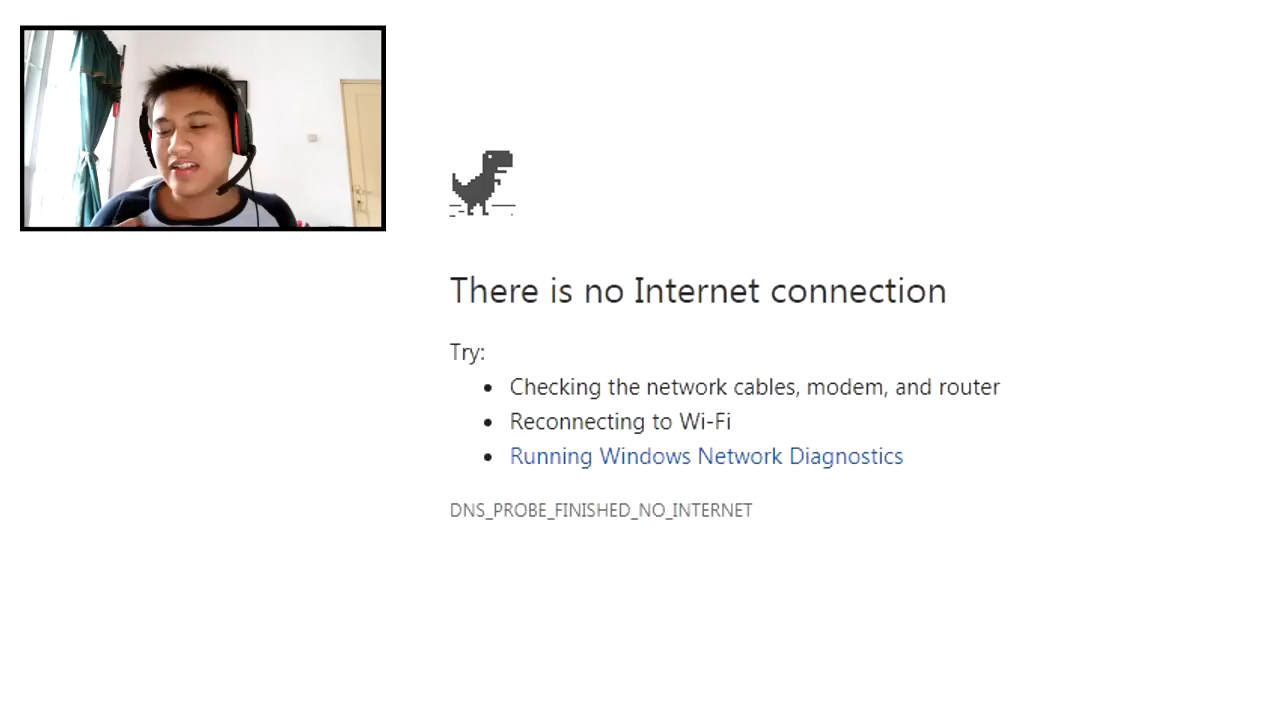 There is no Internet connection
Try:
Checking the network cables, modem, and router
Reconnecting to Wi-Fi
Running Windows Network Diagnostics
DNS_PROBE_FINISHED_NO_INTERNET